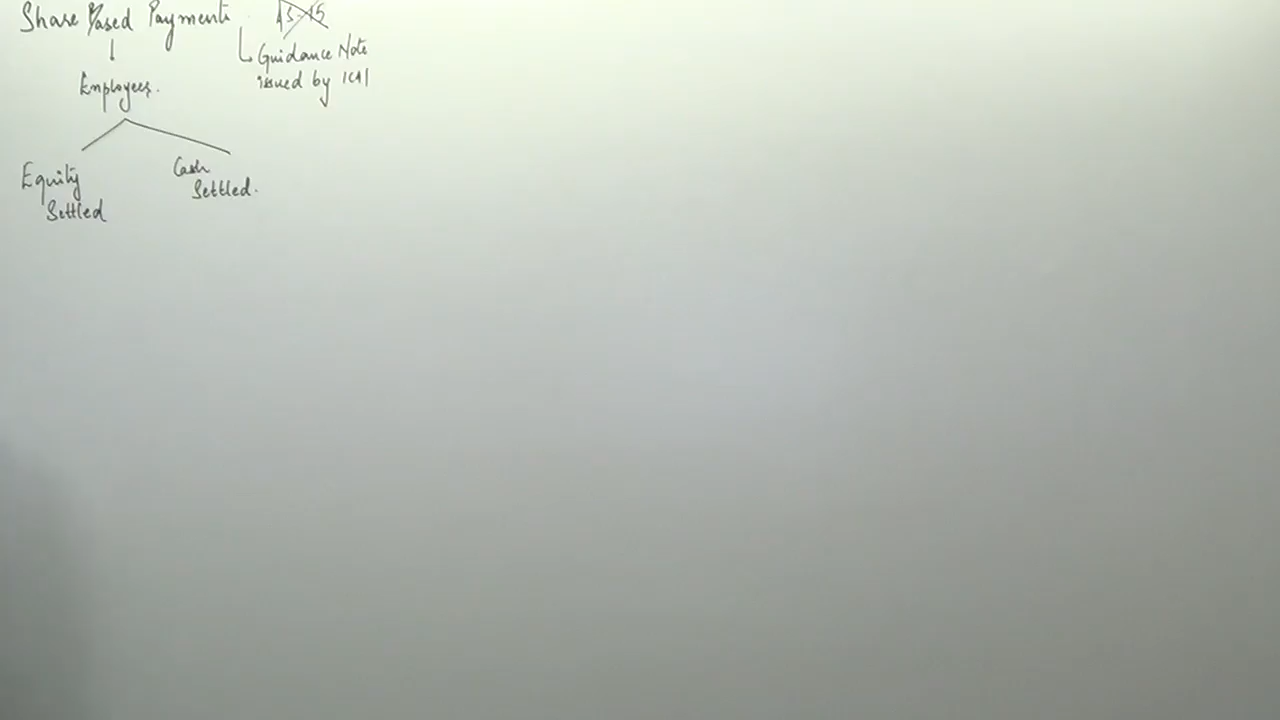 Share Based Payments
AS-15
Guidance Note
issued by ICAI
Employees.
Equity
Settled
Cash
Settled.